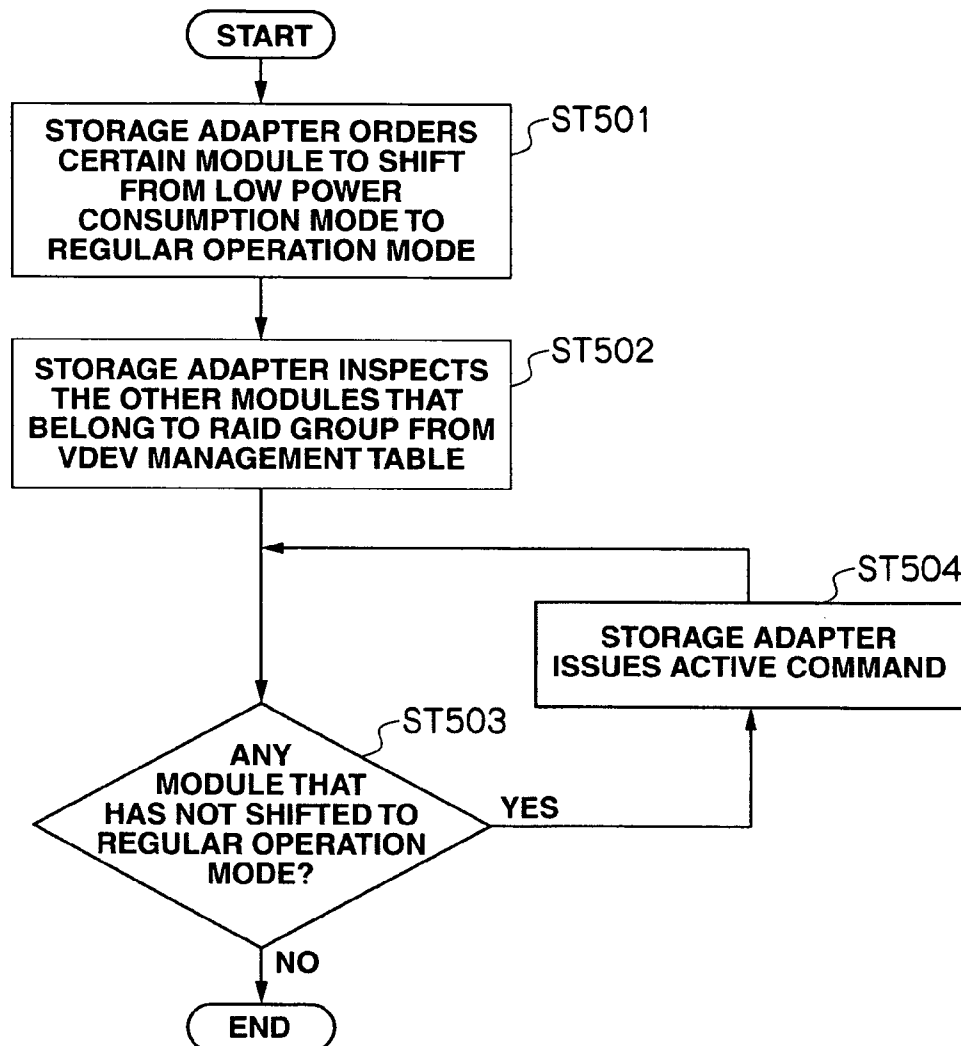 START
STORAGE ADAPTER ORDERS
CERTAIN MODULE TO SHIFT
FROM LOW POWER
CONSUMPTION MODE TO
REGULAR OPERATION MODE
ST501
STORAGE ADAPTER INSPECTS
THE OTHER MODULES THAT
BELONG TO RAID GROUP FROM
VDEV MANAGEMENT TABLE
ST502
ST504
STORAGE ADAPTER
ISSUES ACTIVE COMMAND
ST503
ANY
MODULE THAT
HAS NOT SHIFTED TO
REGULAR OPERATION
MODE?
YES
NO
END